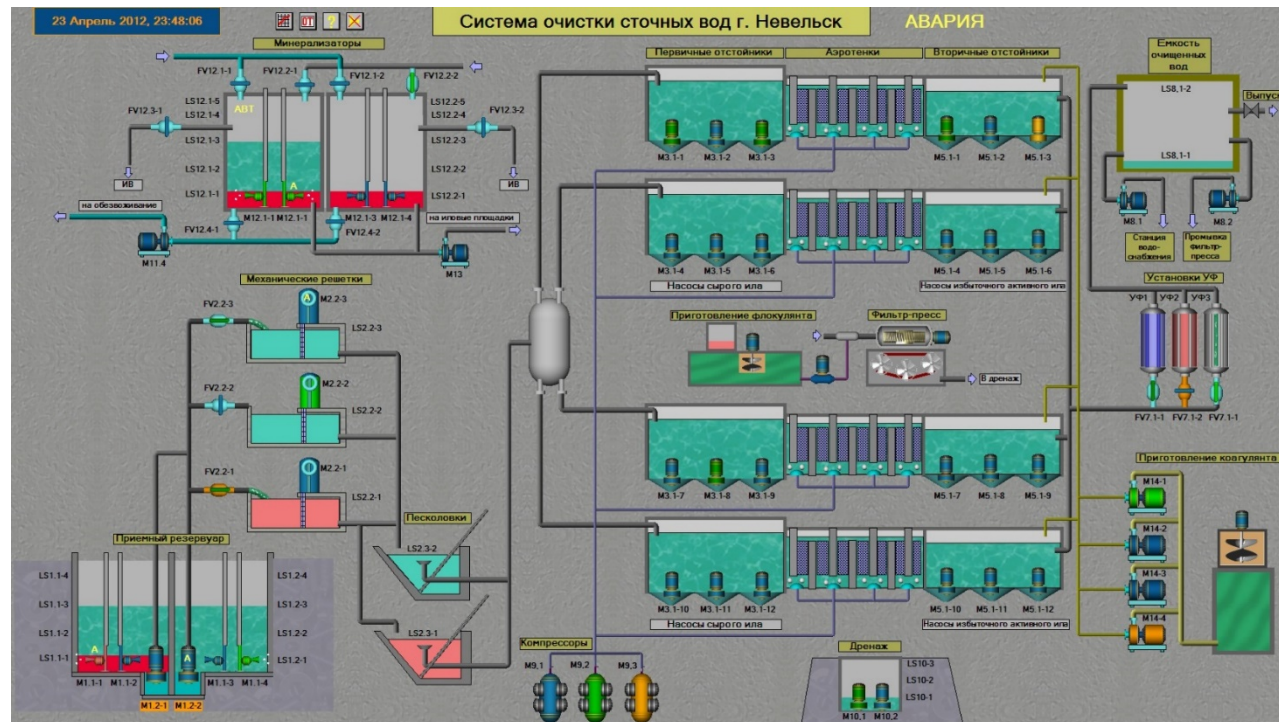 23 Апрель 2012, 23:48:06
ОТ
?
Система очистки сточных вод г. Невельск
АВАРИЯ
Минерализаторы
FV12.1-1
FV12.2-1
FV12.1-2
FV12.2-2
LS12.1-5
АВТ
LS12.2-5
FV12.3-1
LS12.1-4
LS12.2-4
FV12.3-2
LS12.1-3
LS12.2-3
LS12.1-2
LS12.2-2
ИВ
ИВ
LS12.1-1
А
LS12.2-1
на обезвоживание
M12.1-1
M12.1-1
M12.1-3
M12.1-4
на иловые площадки
FV12.4-1
FV12.4-2
M11.4
M13
Механические решетки
FV2.2-3
А
M2.2-3
LS2.2-3
FV2.2-2
M2.2-2
LS2.2-2
FV2.2-1
M2.2-1
LS2.2-1
Песколовки
LS2.3-2
LS2.3-1
Приемный резервуар
LS1.1-4
LS1.2-4
LS1.1-3
LS1.2-3
LS1.1-2
LS1.2-2
LS1.1-1
А
А
LS1.2-1
M1.1-1
M1.1-2
M1.1-3
M1.1-4
M1.2-1
M1.2-2
Первичные отстойники
Аэротенки
Вторичные отстойники
M3.1-1
M3.1-2
M3.1-3
M5.1-1
M5.1-2
M5.1-3
M3.1-4
M3.1-5
M3.1-6
M5.1-4
M5.1-5
M5.1-6
Насосы сырого ила
Насосы избыточного активного ила
Приготовление флокулянта
Фильтр-пресс
В дренаж
M3.1-7
M3.1-8
M3.1-9
M5.1-7
M5.1-8
M5.1-9
M3.1-10
M3.1-11
M3.1-12
M5.1-10
M5.1-11
M5.1-12
Насосы сырого ила
Насосы избыточного активного ила
Компрессоры
M9,1
M9,2
M9,3
Дренаж
LS10-3
LS10-2
LS10-1
M10,1
M10,2
Емкость
очищенных
вод
LS8,1-2
Выпуск
LS8,1-1
M8.1
M8.2
Станция
водо-
снабжения
Промывка
фильтр-
пресса
Установки УФ
УФ1
УФ2
УФ3
FV7.1-1
FV7.1-2
FV7.1-1
Приготовление коагулянта
M14-1
M14-2
M14-3
M14-4